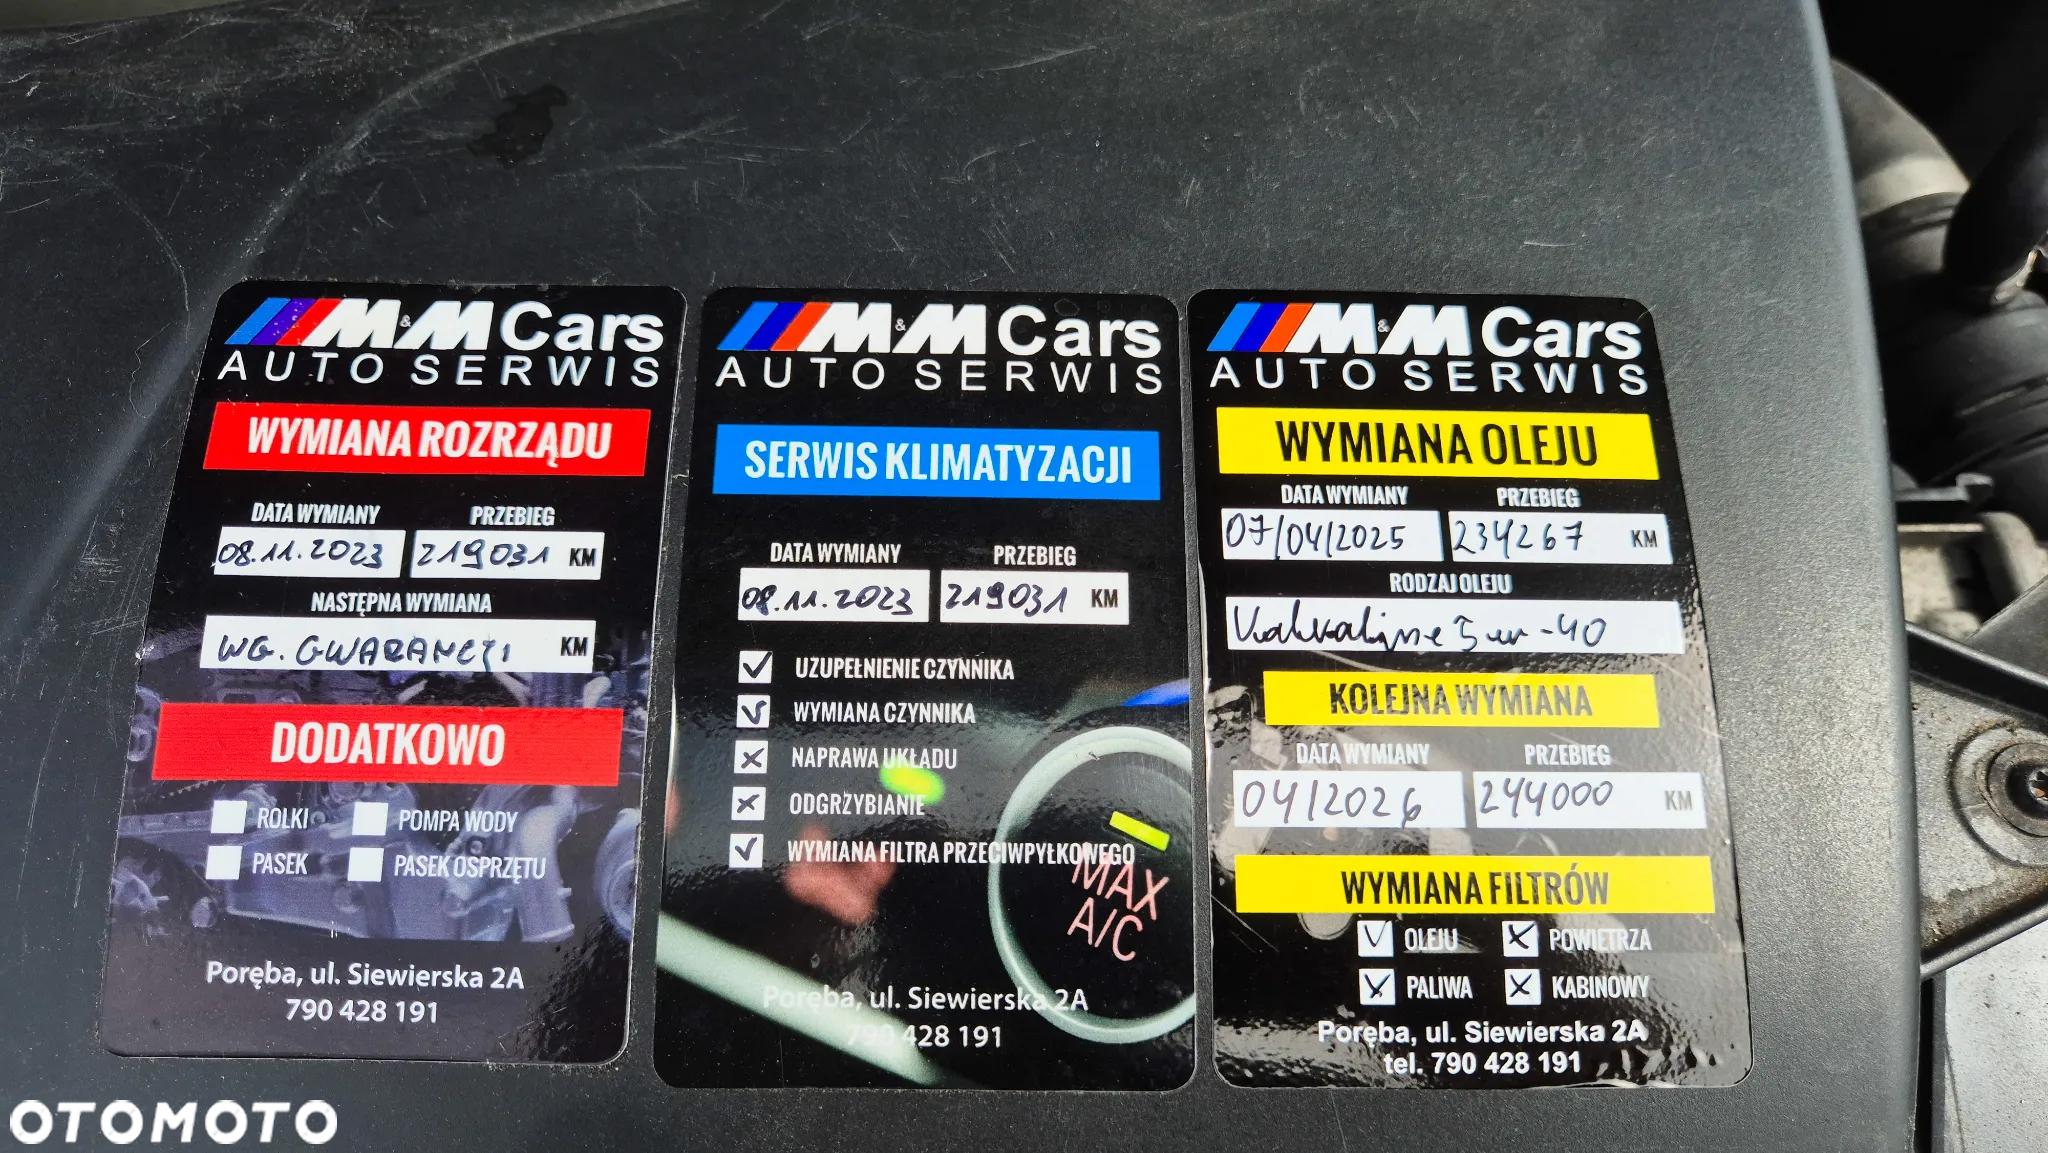 M&M Cars
AUTO SERWIS
WYMIANA ROZRZĄDU
DATA WYMIANY PRZEBIEG
08.11.2023 219031 KM
NASTĘPNA WYMIANA
WG. GWARANCJI KM
DODATKOWO
ROLKI POMPA WODY
PASEK PASEK OSPRZĘTU
Poręba, ul. Siewierska 2A
790 428 191
M&M Cars
AUTO SERWIS
SERWIS KLIMATYZACJI
DATA WYMIANY PRZEBIEG
08.11.2023 219031 KM
UZUPEŁNIENIE CZYNNIKA
WYMIANA CZYNNIKA
NAPRAWA UKŁADU
ODGRZYBIANIE
WYMIANA FILTRA PRZECIWPYŁKOWEGO
MAX
A/C
Poręba, ul. Siewierska 2A
790 428 191
M&M Cars
AUTO SERWIS
WYMIANA OLEJU
DATA WYMIANY PRZEBIEG
07/04/2025 234267 KM
RODZAJ OLEJU
5w-40
KOLEJNA WYMIANA
DATA WYMIANY PRZEBIEG
04/2026 244000 KM
WYMIANA FILTRÓW
OLEJU POWIETRZA
PALIWA KABINOWY
Poręba, ul. Siewierska 2A
tel. 790 428 191
OTOMOTO